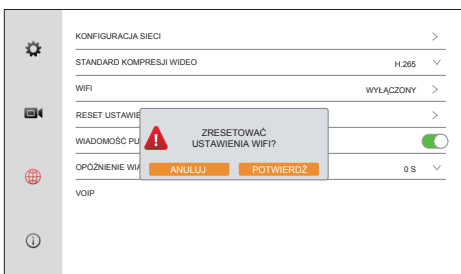 KONFIGURACJA SIECI
STANDARD KOMPRESJI WIDEO H.265
WIFI WYŁĄCZONY
RESET USTAWIE
WIADOMOŚĆ PU
OPÓŹNIENIE WIA 0 S
VOIP
ZRESETOWAĆ
USTAWIENIA WIFI?
ANULUJ POTWIERDŹ